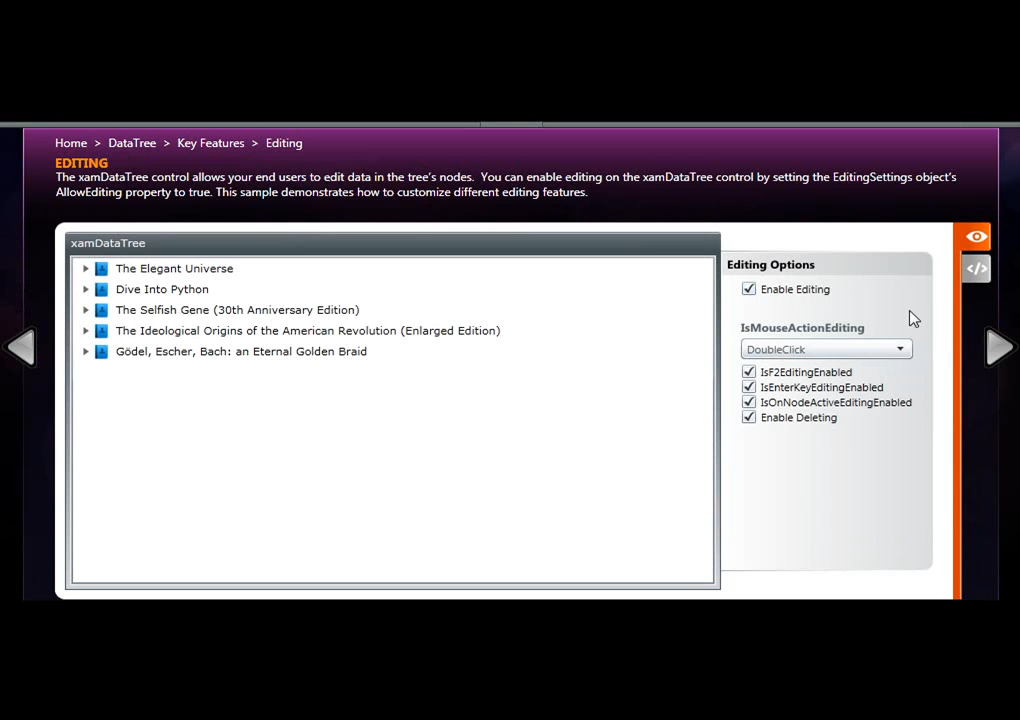 Home > DataTree > Key Features > Editing
EDITING
The xamDataTree control allows your end users to edit data in the tree's nodes. You can enable editing on the xamDataTree control by setting the EditingSettings object's
AllowEditing property to true. This sample demonstrates how to customize different editing features.
xamDataTree
The Elegant Universe
Dive Into Python
The Selfish Gene (30th Anniversary Edition)
The Ideological Origins of the American Revolution (Enlarged Edition)
Gödel, Escher, Bach: an Eternal Golden Braid
Editing Options
Enable Editing
IsMouseActionEditing
DoubleClick
IsF2EditingEnabled
IsEnterKeyEditingEnabled
IsOnNodeActiveEditingEnabled
Enable Deleting
</>